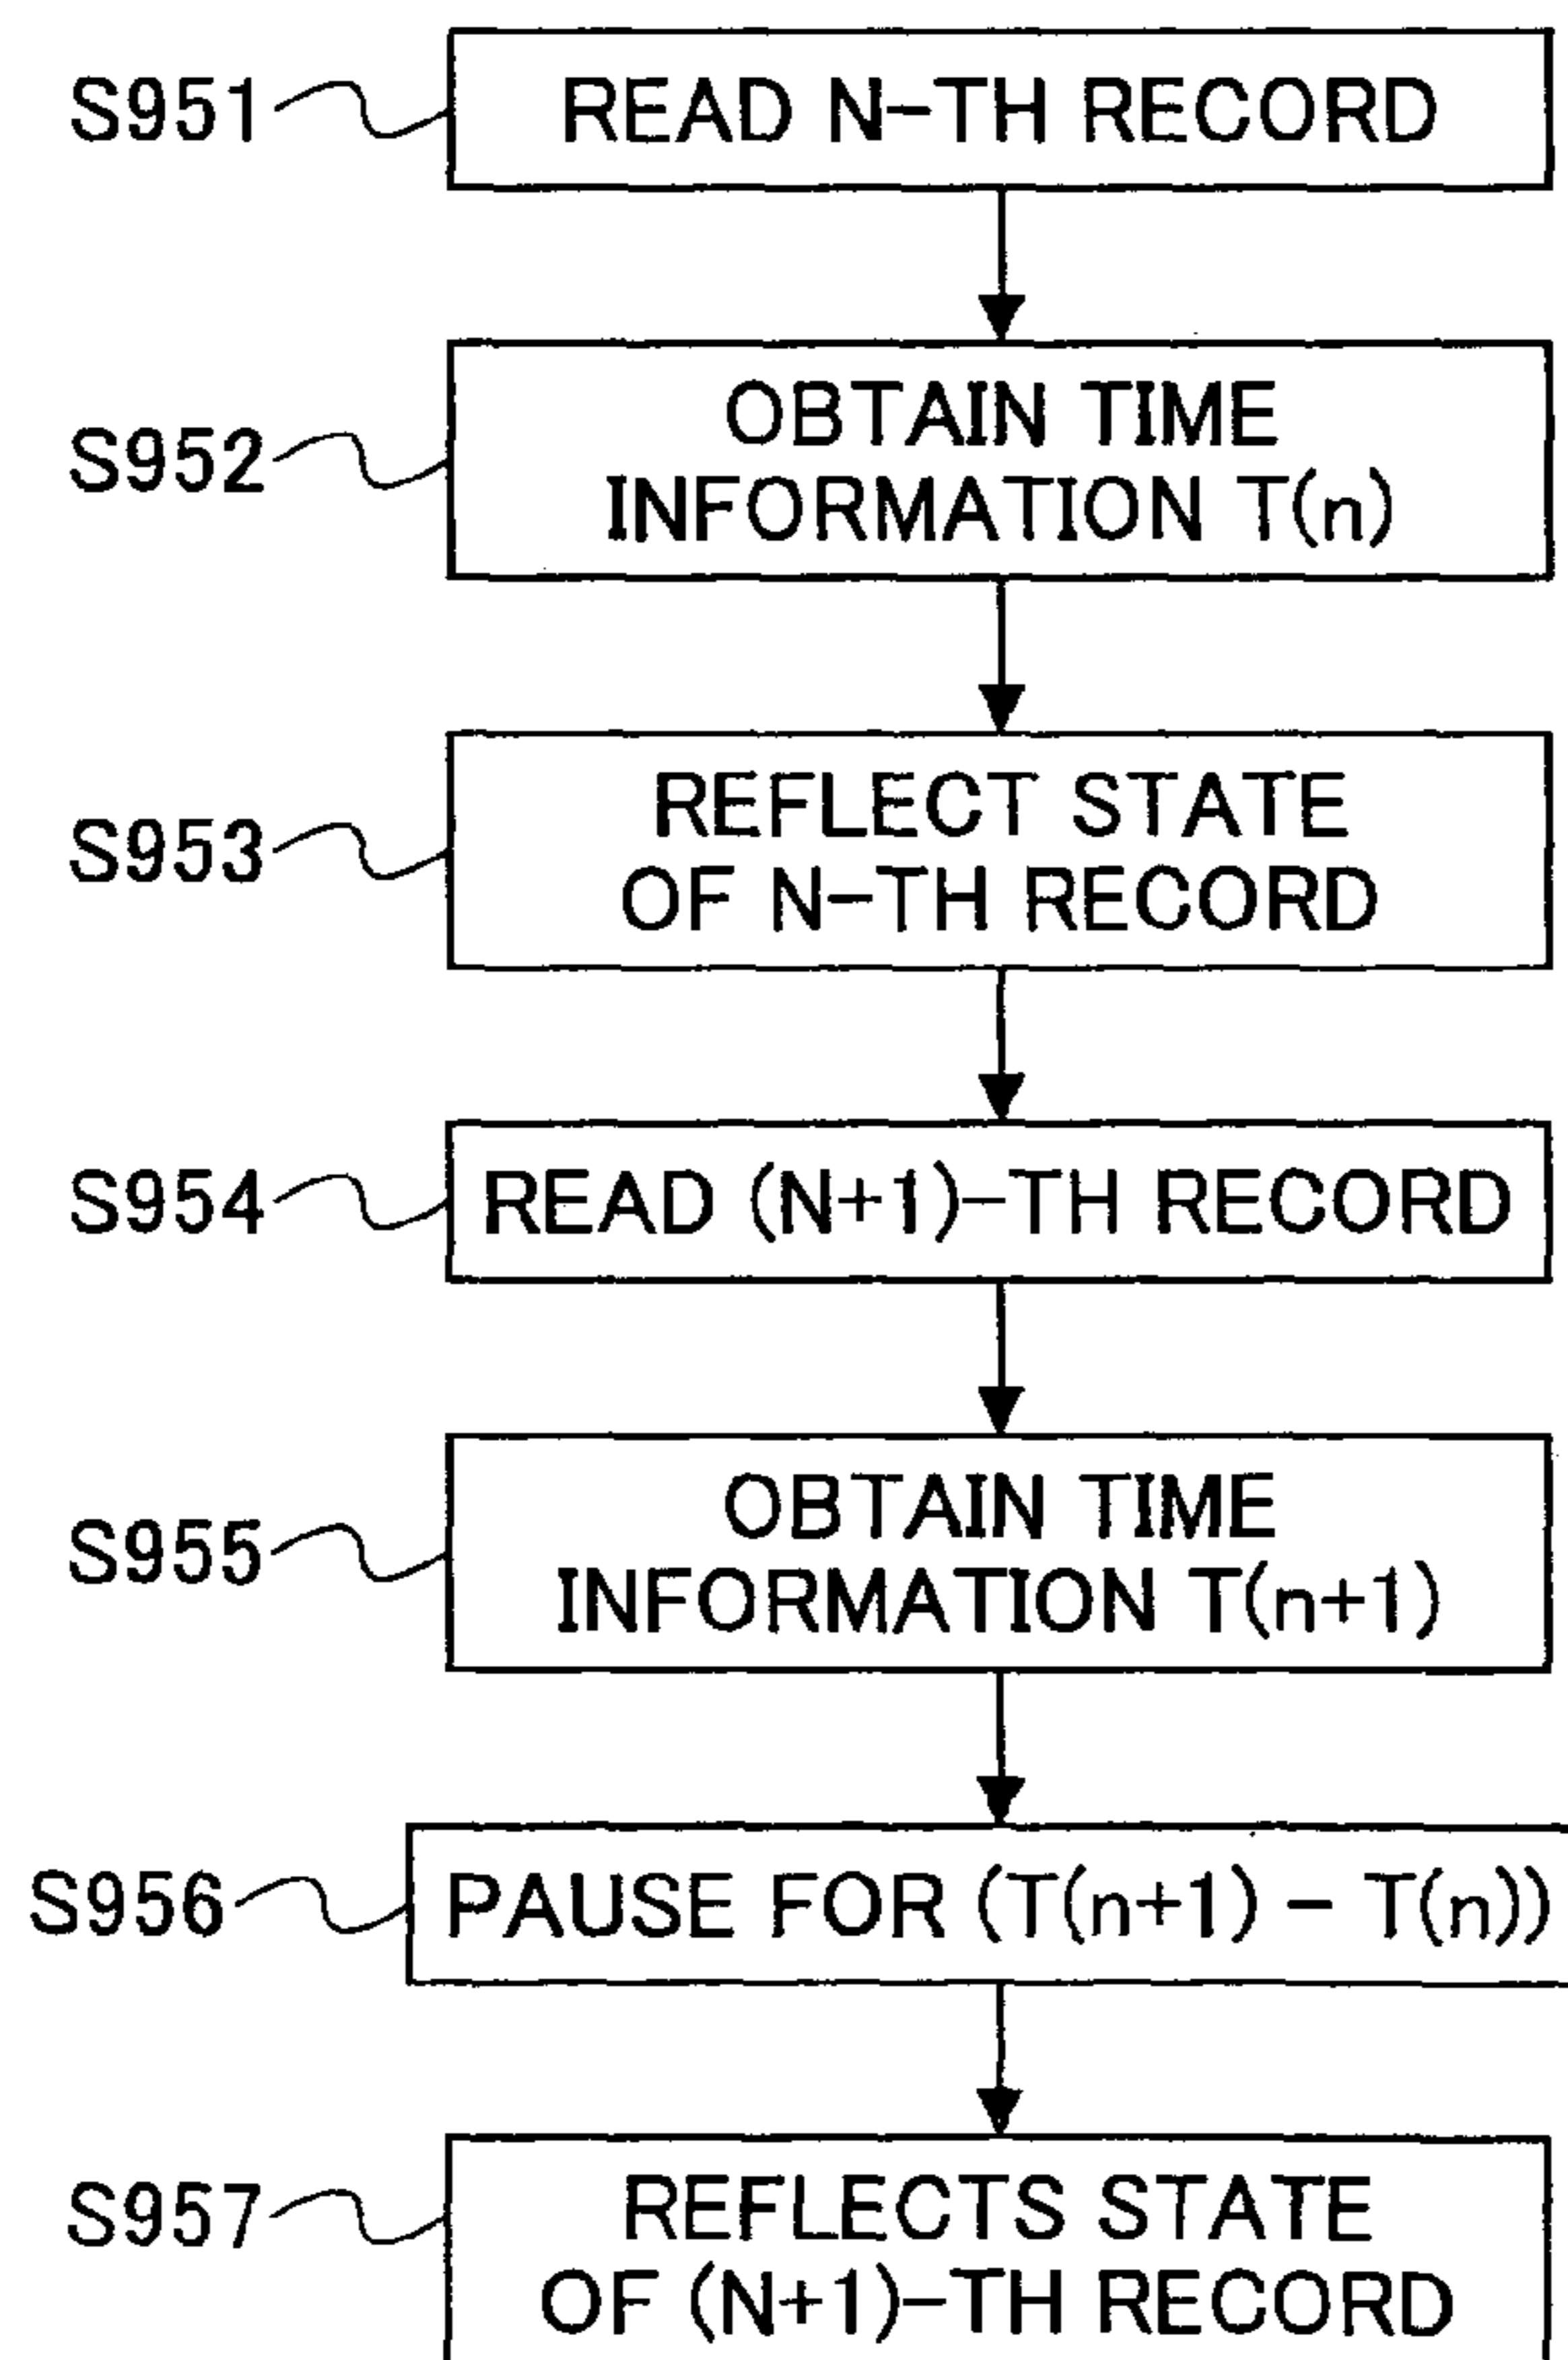 S951 READ N-TH RECORD
S952
OBTAIN TIME
INFORMATION T(n)
S953
REFLECT STATE
OF N-TH RECORD
S954 READ (N+1)-TH RECORD
S955
OBTAIN TIME
INFORMATION T(n+1)
S956 PAUSE FOR (T(n+1) - T(n))
S957
REFLECTS STATE
OF (N+1)-TH RECORD